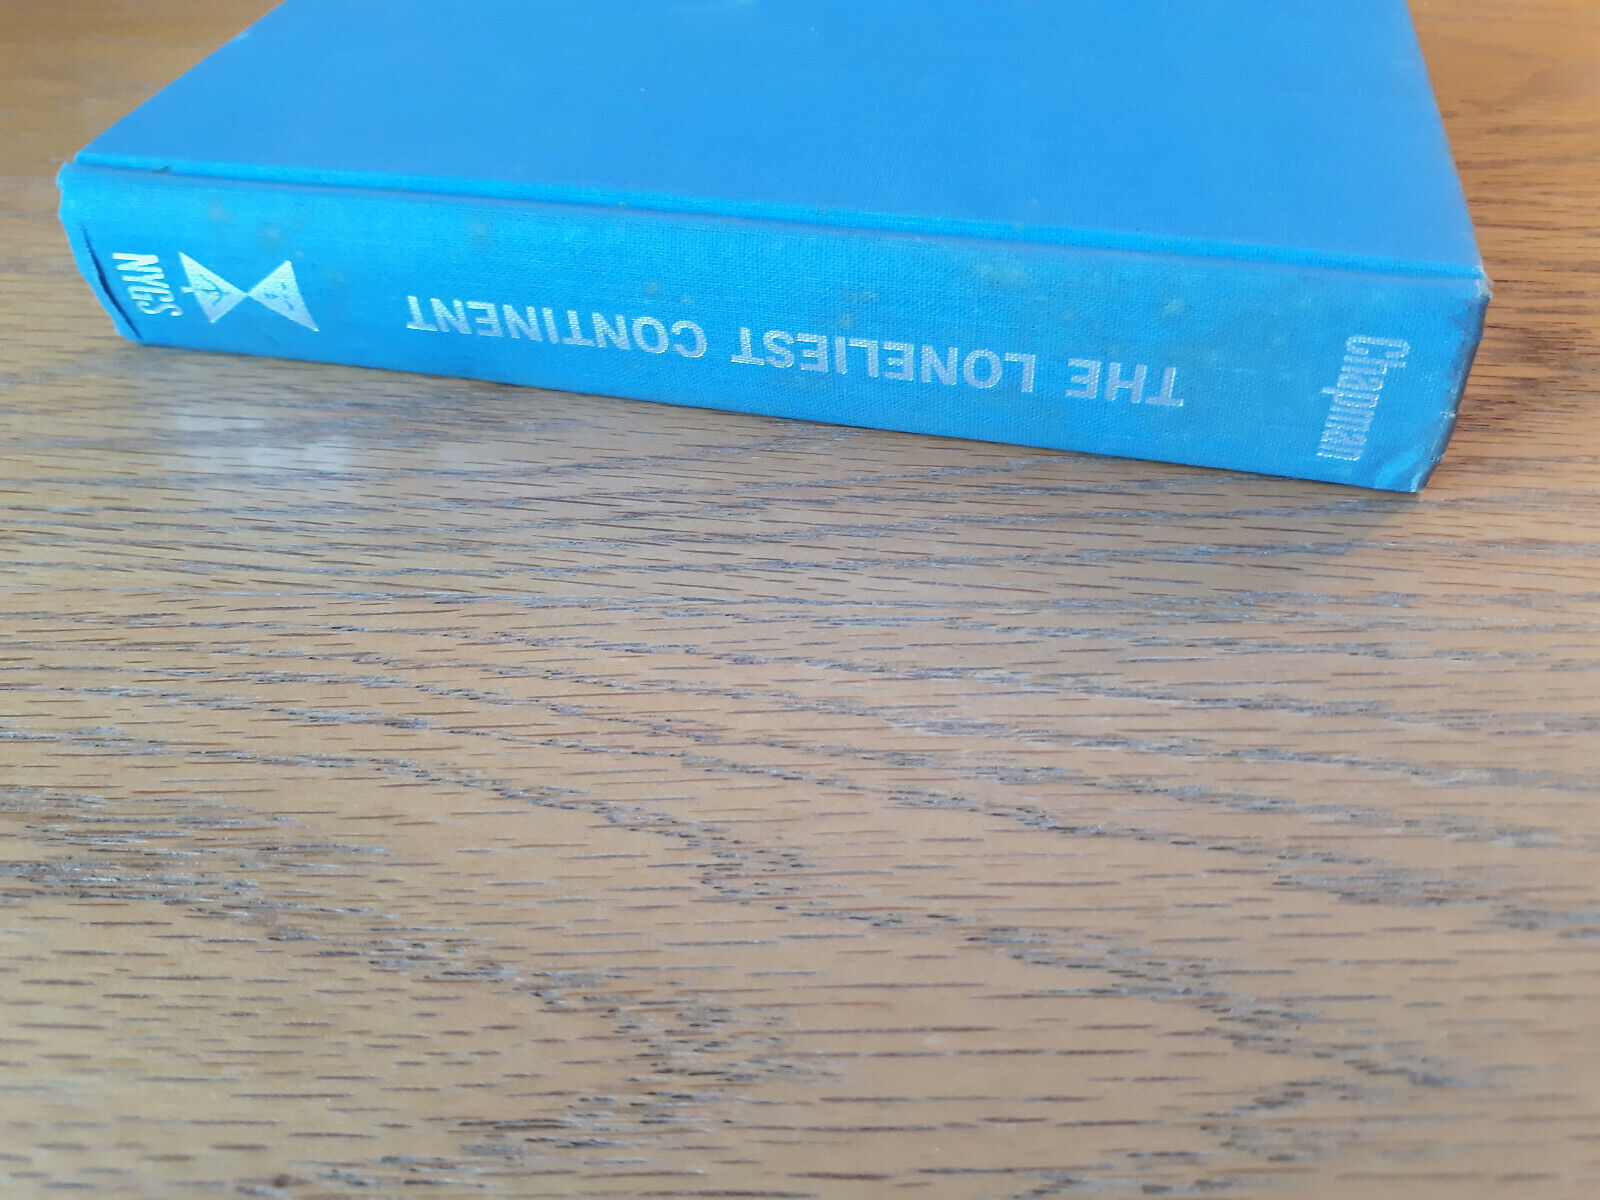 Chapman
THE LONELIEST CONTINENT
NYGS